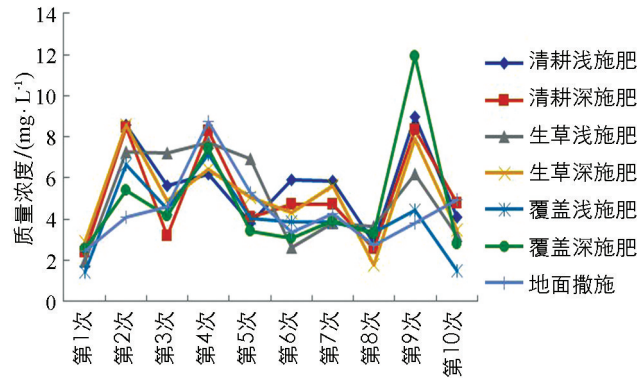 14
12
10
8
6
4
2
0
质量浓度/(mg·L⁻¹)
第1次
第2次
第3次
第4次
第5次
第6次
第7次
第8次
第9次
第10次
清耕浅施肥
清耕深施肥
生草浅施肥
生草深施肥
覆盖浅施肥
覆盖深施肥
地面撒施